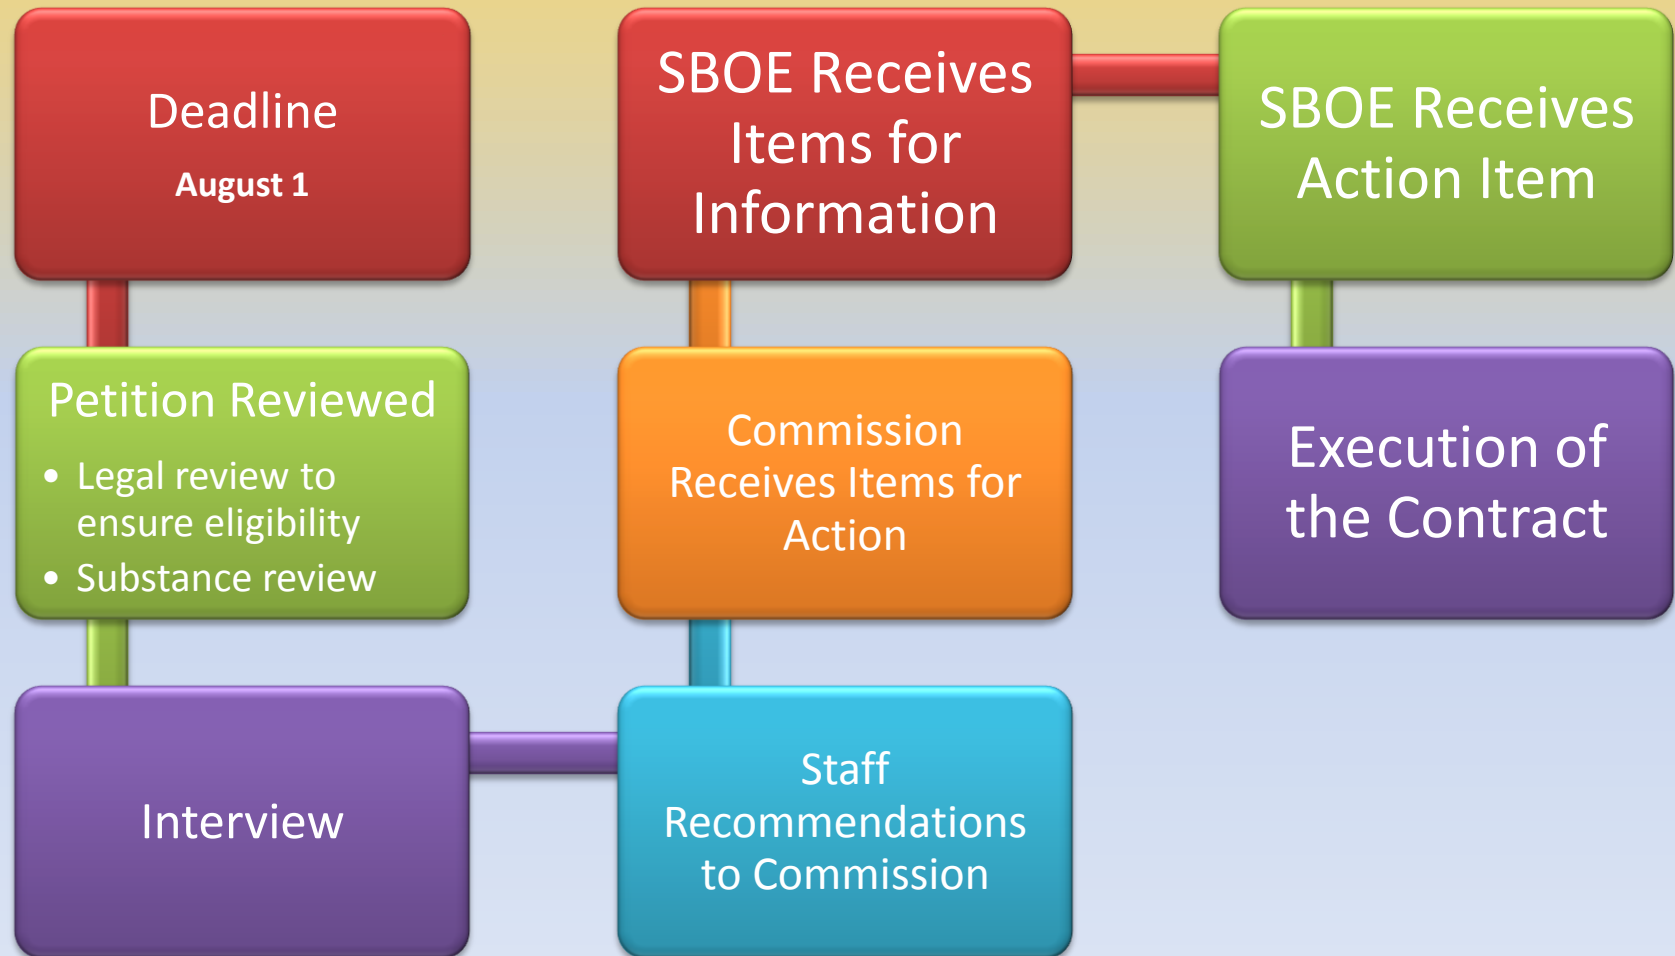 Deadline
August 1
Petition Reviewed
• Legal review to
ensure eligibility
• Substance review
Interview
Staff
Recommendations
to Commission
Commission
Receives Items for
Action
SBOE Receives
Items for
Information
SBOE Receives
Action Item
Execution of
the Contract